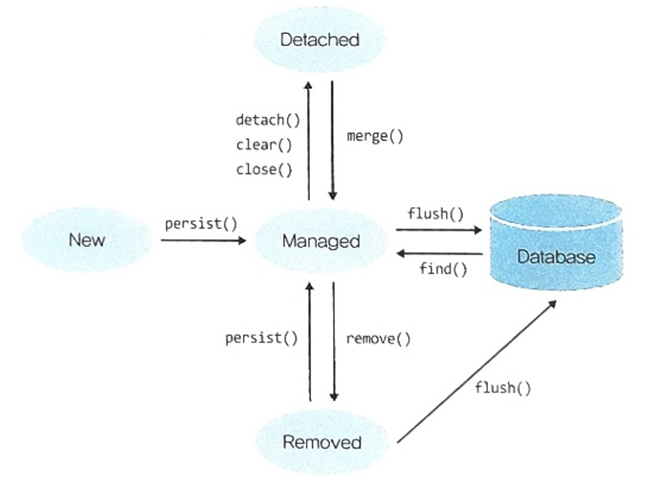 Detached
detach()
clear()
close()
merge()
New
persist()
Managed
flush()
find()
Database
persist()
remove()
flush()
Removed